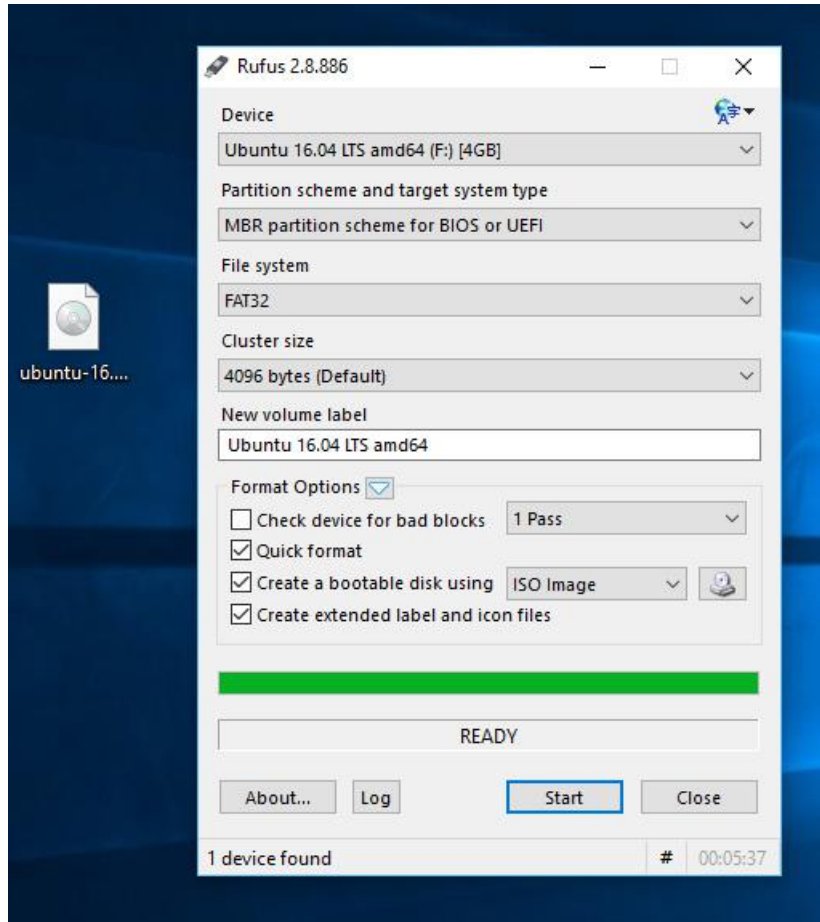 Rufus 2.8.886
Device
Ubuntu 16.04 LTS amd64 (F:) [4GB]
Partition scheme and target system type
MBR partition scheme for BIOS or UEFI
File system
FAT32
Cluster size
ubuntu-16....
4096 bytes (Default)
New volume label
Ubuntu 16.04 LTS amd64
Format Options
Check device for bad blocks 1 Pass
Quick format
Create a bootable disk using ISO Image
Create extended label and icon files
READY
About... Log Start Close
1 device found # 00:05:37